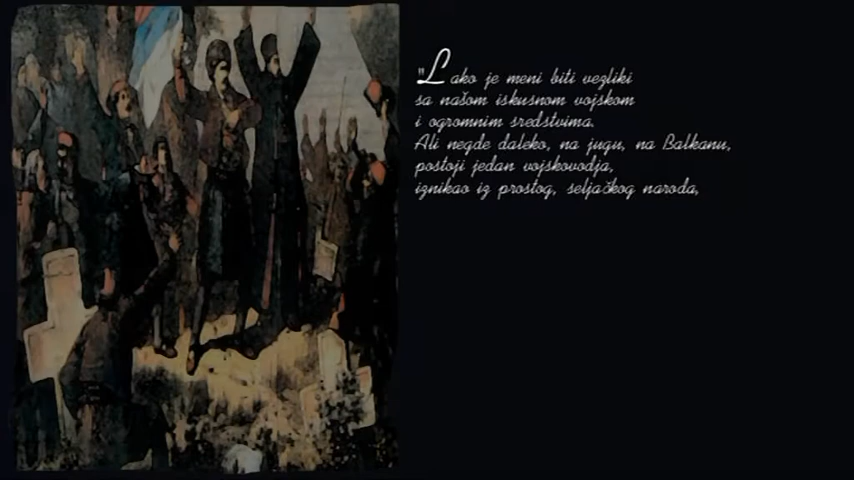 "Lako je meni biti vezliki
sa našom iskusnom vojskom
i ogromnim sredstvima.
Ali negde daleko, na jugu, na Balkanu,
postoji jedan vojskovodja,
iznikao iz prostog, seljačkog naroda,